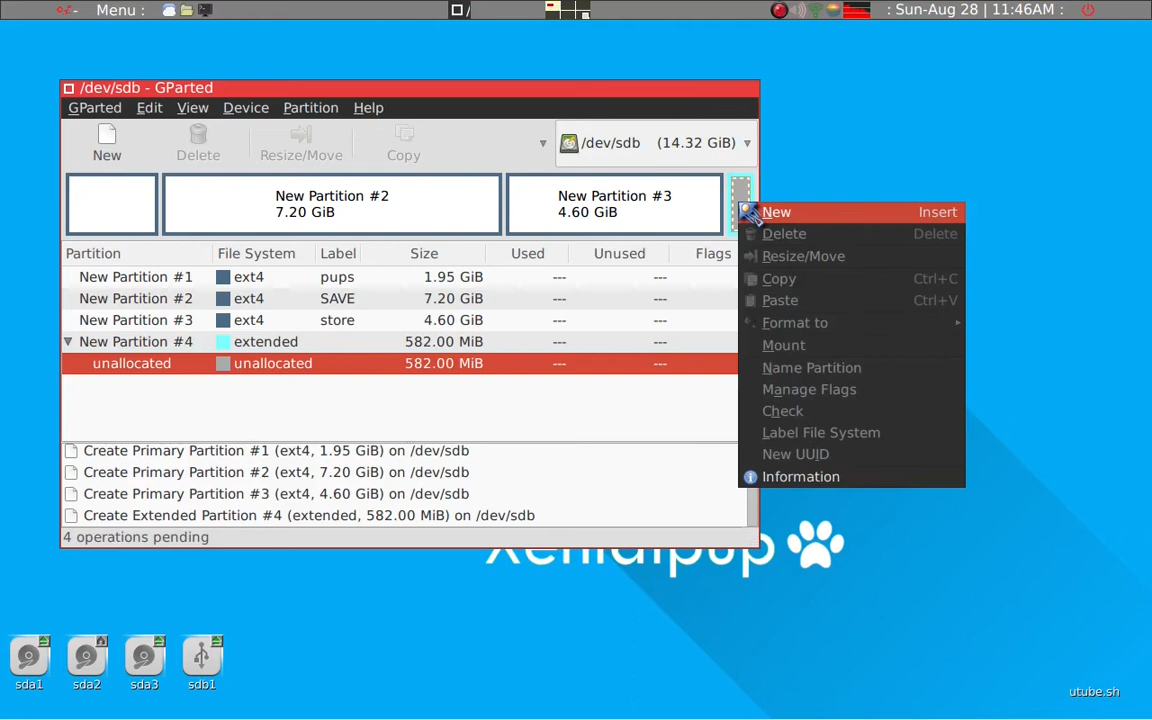 Menu :
/
: Sun-Aug 28 | 11:46AM :
/dev/sdb - GParted
GParted Edit View Device Partition Help
New Delete Resize/Move Copy
/dev/sdb (14.32 GiB)
New Partition #2
7.20 GiB
New Partition #3
4.60 GiB
Partition File System Label Size Used Unused Flags
New Partition #1 ext4 pups 1.95 GiB --- ---
New Partition #2 ext4 SAVE 7.20 GiB --- ---
New Partition #3 ext4 store 4.60 GiB --- ---
New Partition #4 extended 582.00 MiB --- ---
unallocated unallocated 582.00 MiB --- ---
Create Primary Partition #1 (ext4, 1.95 GiB) on /dev/sdb
Create Primary Partition #2 (ext4, 7.20 GiB) on /dev/sdb
Create Primary Partition #3 (ext4, 4.60 GiB) on /dev/sdb
Create Extended Partition #4 (extended, 582.00 MiB) on /dev/sdb
4 operations pending
New Insert
Delete Delete
Resize/Move
Copy Ctrl+C
Paste Ctrl+V
Format to
Mount
Name Partition
Manage Flags
Check
Label File System
New UUID
Information
Xenialpup
sda1 sda2 sda3 sdb1
utube.sh